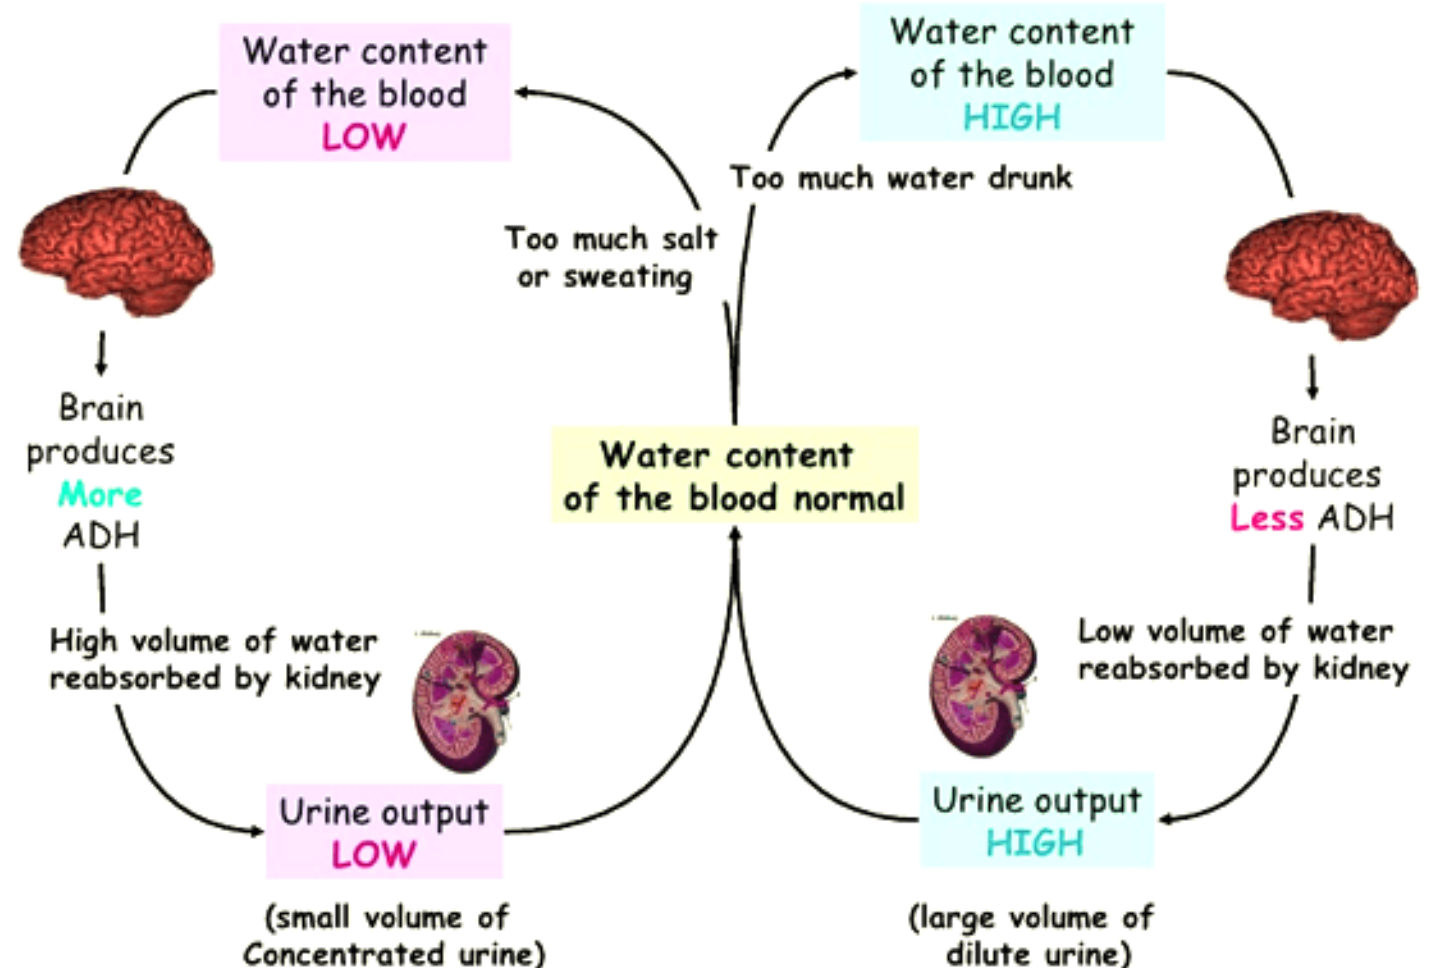 Water content
of the blood
LOW
Water content
of the blood
HIGH
Too much water drunk
Too much salt
or sweating
Brain
produces
More
ADH
Water content
of the blood normal
Brain
produces
Less ADH
High volume of water
reabsorbed by kidney
Low volume of water
reabsorbed by kidney
Urine output
LOW
Urine output
HIGH
(small volume of
Concentrated urine)
(large volume of
dilute urine)